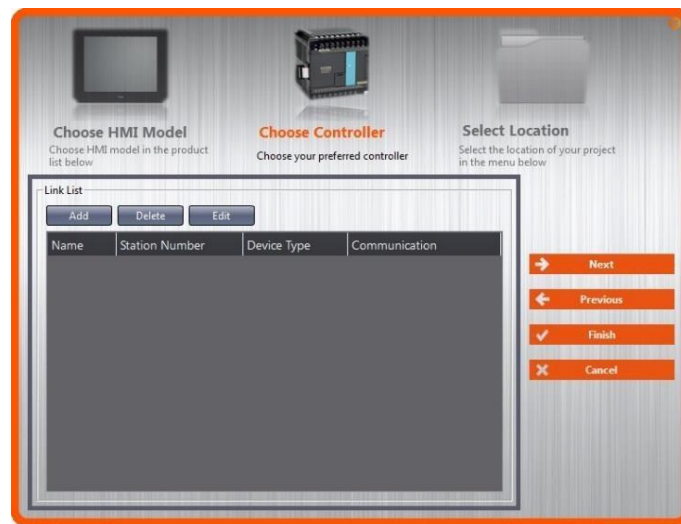 Choose HMI Model
Choose HMI model in the product
list below
Choose Controller
Choose your preferred controller
Select Location
Select the location of your project
in the menu below
Link List
Add
Delete
Edit
Name
Station Number
Device Type
Communication
Next
Previous
Finish
Cancel